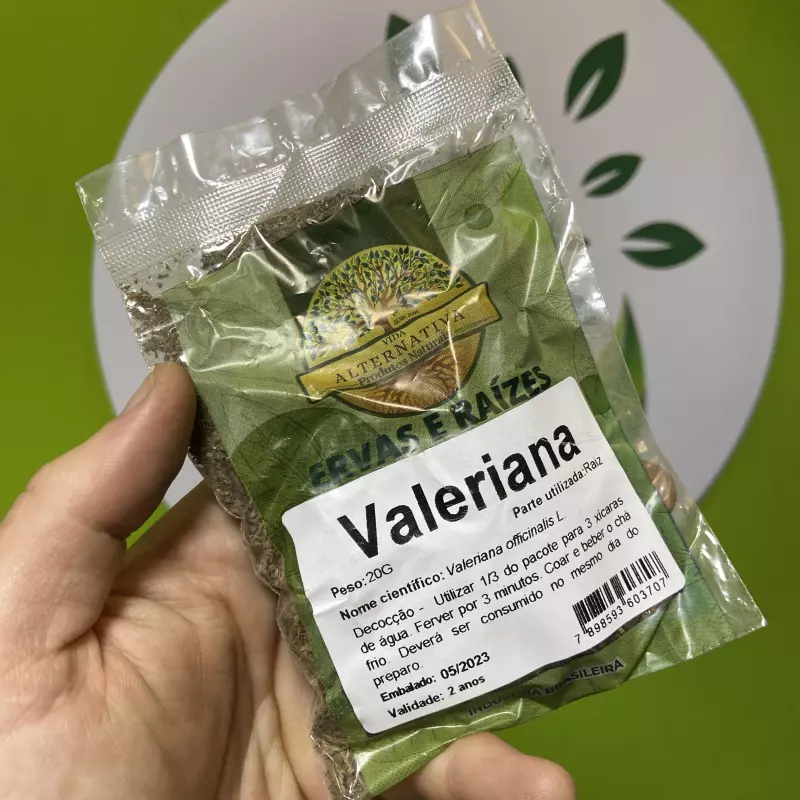 VIDA
ALTERNATIVA
Produtos Naturais
ERVAS E RAÍZES
Valeriana
Parte utilizada:Raiz
Peso:20G
Nome científico: Valeriana officinalis L.
Decocção - Utilizar 1/3 do pacote para 3 xicaras
de água. Ferver por 3 minutos. Coar e beber o chá
frio. Deverá ser consumido no mesmo dia do
preparo.
7 898593 603707
Embalado: 05/2023
Validade: 2 anos
INDÚSTRIA BRASILEIRA